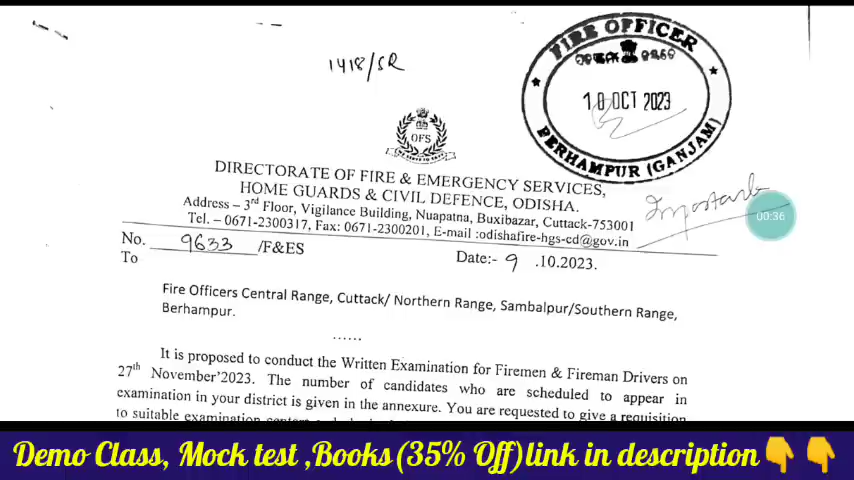 1418/SR
FIRE OFFICER
10 OCT 2023
BERHAMPUR (GANJAM)
OFS
DIRECTORATE OF FIRE & EMERGENCY SERVICES,
HOME GUARDS & CIVIL DEFENCE, ODISHA.
Address – 3rd Floor, Vigilance Building, Nuapatna, Buxibazar, Cuttack-753001
Tel. – 0671-2300317, Fax: 0671-2300201, E-mail :odishafire-hgs-cd@gov.in
00:36
No. 9633 /F&ES
Date:- 9 .10.2023.
To
Fire Officers Central Range, Cuttack/ Northern Range, Sambalpur/Southern Range,
Berhampur.
......
It is proposed to conduct the Written Examination for Firemen & Fireman Drivers on
27th November'2023. The number of candidates who are scheduled to appear in
examination in your district is given in the annexure. You are requested to give a requisition
to suitable examination
Demo Class, Mock test ,Books(35% Off)link in description👇👇